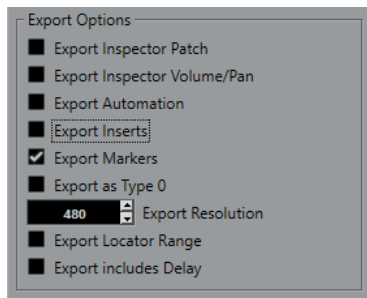 Export Options
Export Inspector Patch
Export Inspector Volume/Pan
Export Automation
Export Inserts
Export Markers
Export as Type 0
480 Export Resolution
Export Locator Range
Export includes Delay